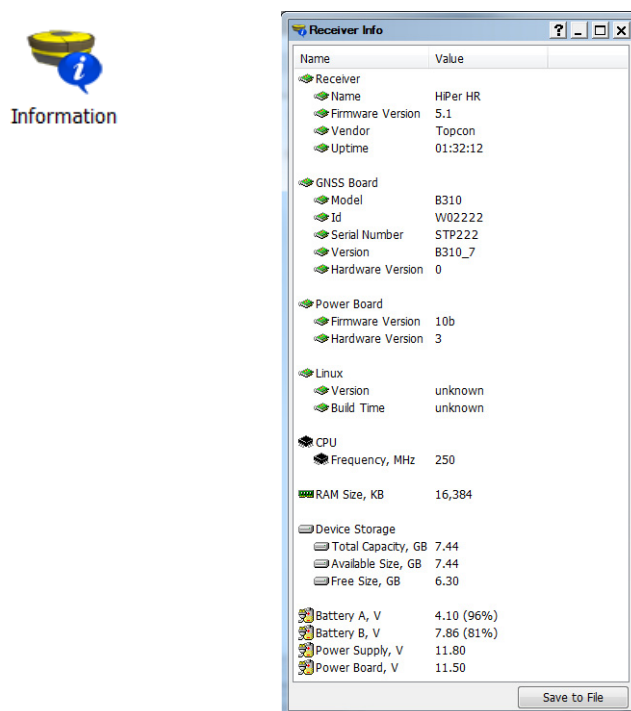 Information
Receiver Info
Name Value
Receiver
Name HiPer HR
Firmware Version 5.1
Vendor Topcon
Uptime 01:32:12
GNSS Board
Model B310
Id W02222
Serial Number STP222
Version B310_7
Hardware Version 0
Power Board
Firmware Version 10b
Hardware Version 3
Linux
Version unknown
Build Time unknown
CPU
Frequency, MHz 250
RAM Size, KB 16,384
Device Storage
Total Capacity, GB 7.44
Available Size, GB 7.44
Free Size, GB 6.30
Battery A, V 4.10 (96%)
Battery B, V 7.86 (81%)
Power Supply, V 11.80
Power Board, V 11.50
Save to File